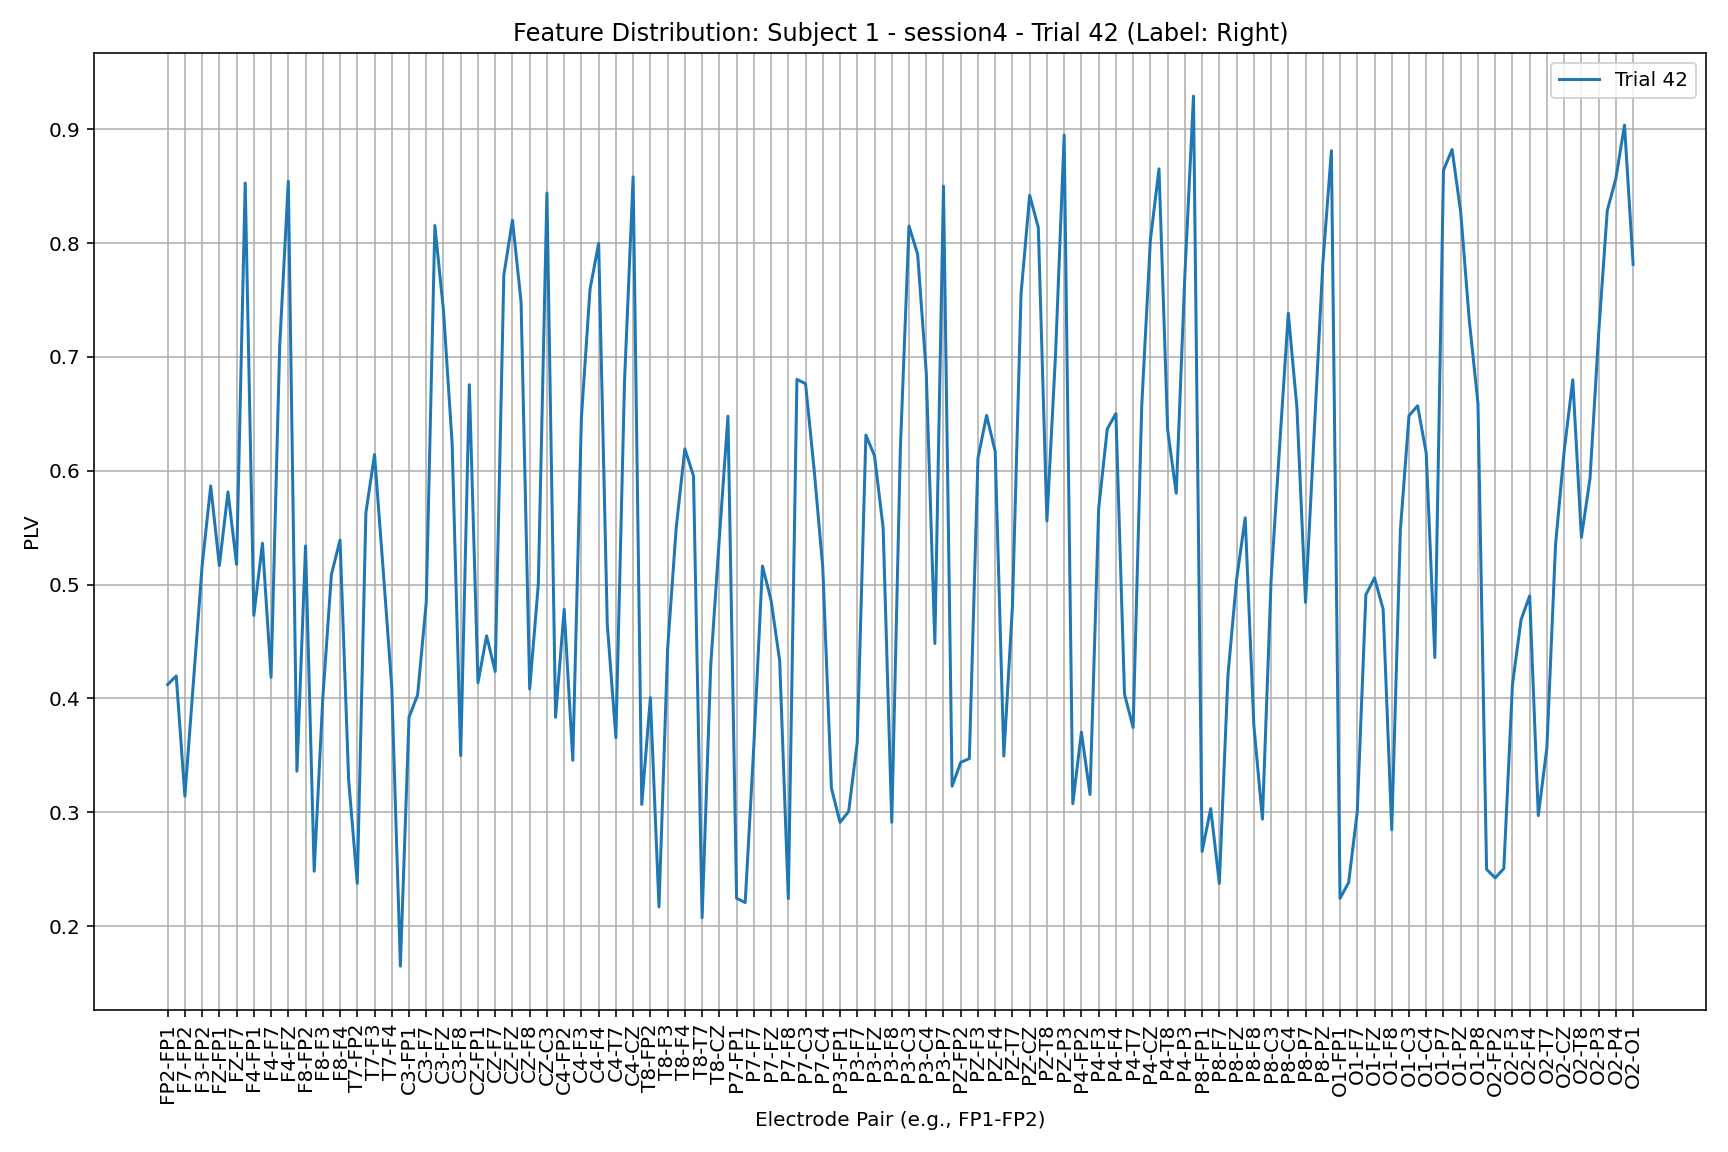 Feature Distribution: Subject 1 - session4 - Trial 42 (Label: Right)
Trial 42
0.9
0.8
0.7
0.6
0.5
0.4
0.3
0.2
PLV
FP2-FP1
F7-FP2
F3-FP2
FZ-FP1
FZ-F7
F4-FP1
F4-F7
F4-FZ
F8-FP2
F8-F3
F8-F4
T7-FP2
T7-F3
T7-F4
C3-FP1
C3-F7
C3-FZ
C3-F8
CZ-FP1
CZ-F7
CZ-FZ
CZ-F8
CZ-C3
C4-FP2
C4-F3
C4-F4
C4-T7
C4-CZ
T8-FP2
T8-F3
T8-F4
T8-T7
T8-CZ
P7-FP1
P7-F7
P7-FZ
P7-F8
P7-C3
P7-C4
P3-FP1
P3-F7
P3-FZ
P3-F8
P3-C3
P3-C4
P3-P7
PZ-FP2
PZ-F3
PZ-F4
PZ-T7
PZ-CZ
PZ-T8
PZ-P3
P4-FP2
P4-F3
P4-F4
P4-T7
P4-CZ
P4-T8
P4-P3
P8-FP1
P8-F7
P8-FZ
P8-F8
P8-C3
P8-C4
P8-P7
P8-PZ
O1-FP1
O1-F7
O1-FZ
O1-F8
O1-C3
O1-C4
O1-P7
O1-PZ
O1-P8
O2-FP2
O2-F3
O2-F4
O2-T7
O2-CZ
O2-T8
O2-P3
O2-P4
O2-O1
Electrode Pair (e.g., FP1-FP2)